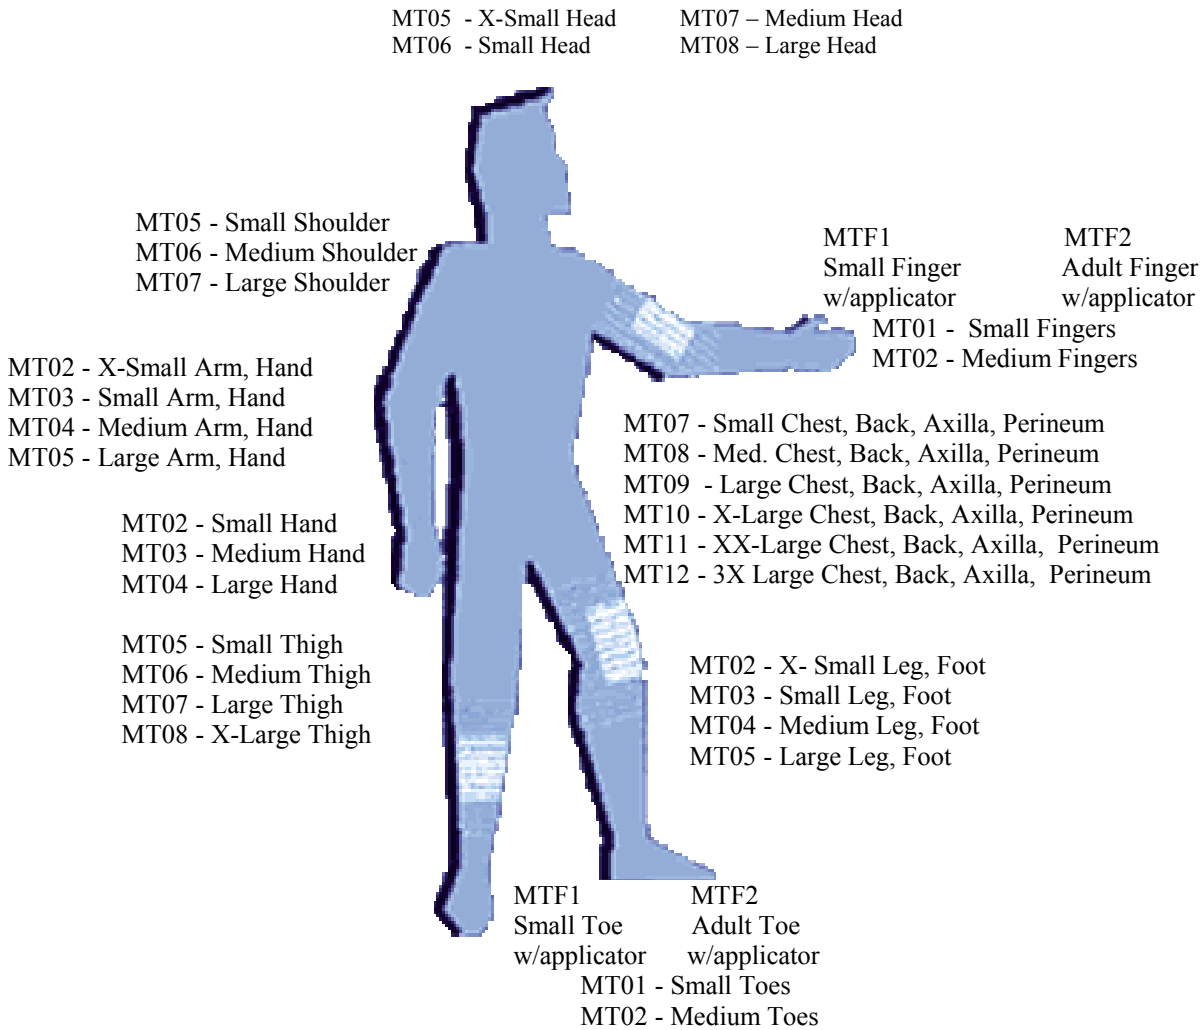 MT05 - X-Small Head MT07 – Medium Head
MT06 - Small Head MT08 – Large Head
MT05 - Small Shoulder
MT06 - Medium Shoulder
MT07 - Large Shoulder
MTF1 MTF2
Small Finger Adult Finger
w/applicator w/applicator
MT01 - Small Fingers
MT02 - Medium Fingers
MT02 - X-Small Arm, Hand
MT03 - Small Arm, Hand
MT04 - Medium Arm, Hand
MT05 - Large Arm, Hand
MT07 - Small Chest, Back, Axilla, Perineum
MT08 - Med. Chest, Back, Axilla, Perineum
MT09 - Large Chest, Back, Axilla, Perineum
MT10 - X-Large Chest, Back, Axilla, Perineum
MT11 - XX-Large Chest, Back, Axilla, Perineum
MT12 - 3X Large Chest, Back, Axilla, Perineum
MT02 - Small Hand
MT03 - Medium Hand
MT04 - Large Hand
MT05 - Small Thigh
MT06 - Medium Thigh
MT07 - Large Thigh
MT08 - X-Large Thigh
MT02 - X- Small Leg, Foot
MT03 - Small Leg, Foot
MT04 - Medium Leg, Foot
MT05 - Large Leg, Foot
MTF1 MTF2
Small Toe Adult Toe
w/applicator w/applicator
MT01 - Small Toes
MT02 - Medium Toes